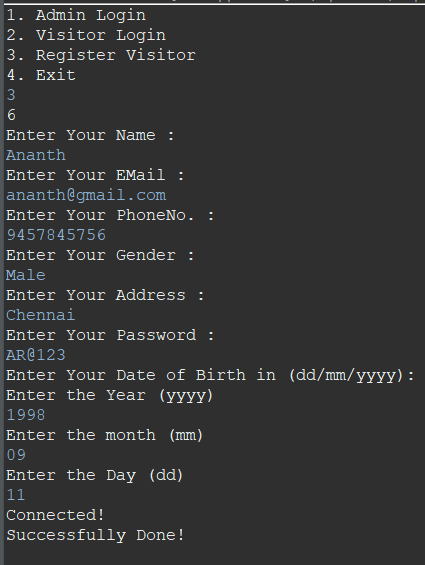 1. Admin Login
2. Visitor Login
3. Register Visitor
4. Exit
3
6
Enter Your Name :
Ananth
Enter Your EMail :
ananth@gmail.com
Enter Your PhoneNo. :
9457845756
Enter Your Gender :
Male
Enter Your Address :
Chennai
Enter Your Password :
AR@123
Enter Your Date of Birth in (dd/mm/yyyy):
Enter the Year (yyyy)
1998
Enter the month (mm)
09
Enter the Day (dd)
11
Connected!
Successfully Done!